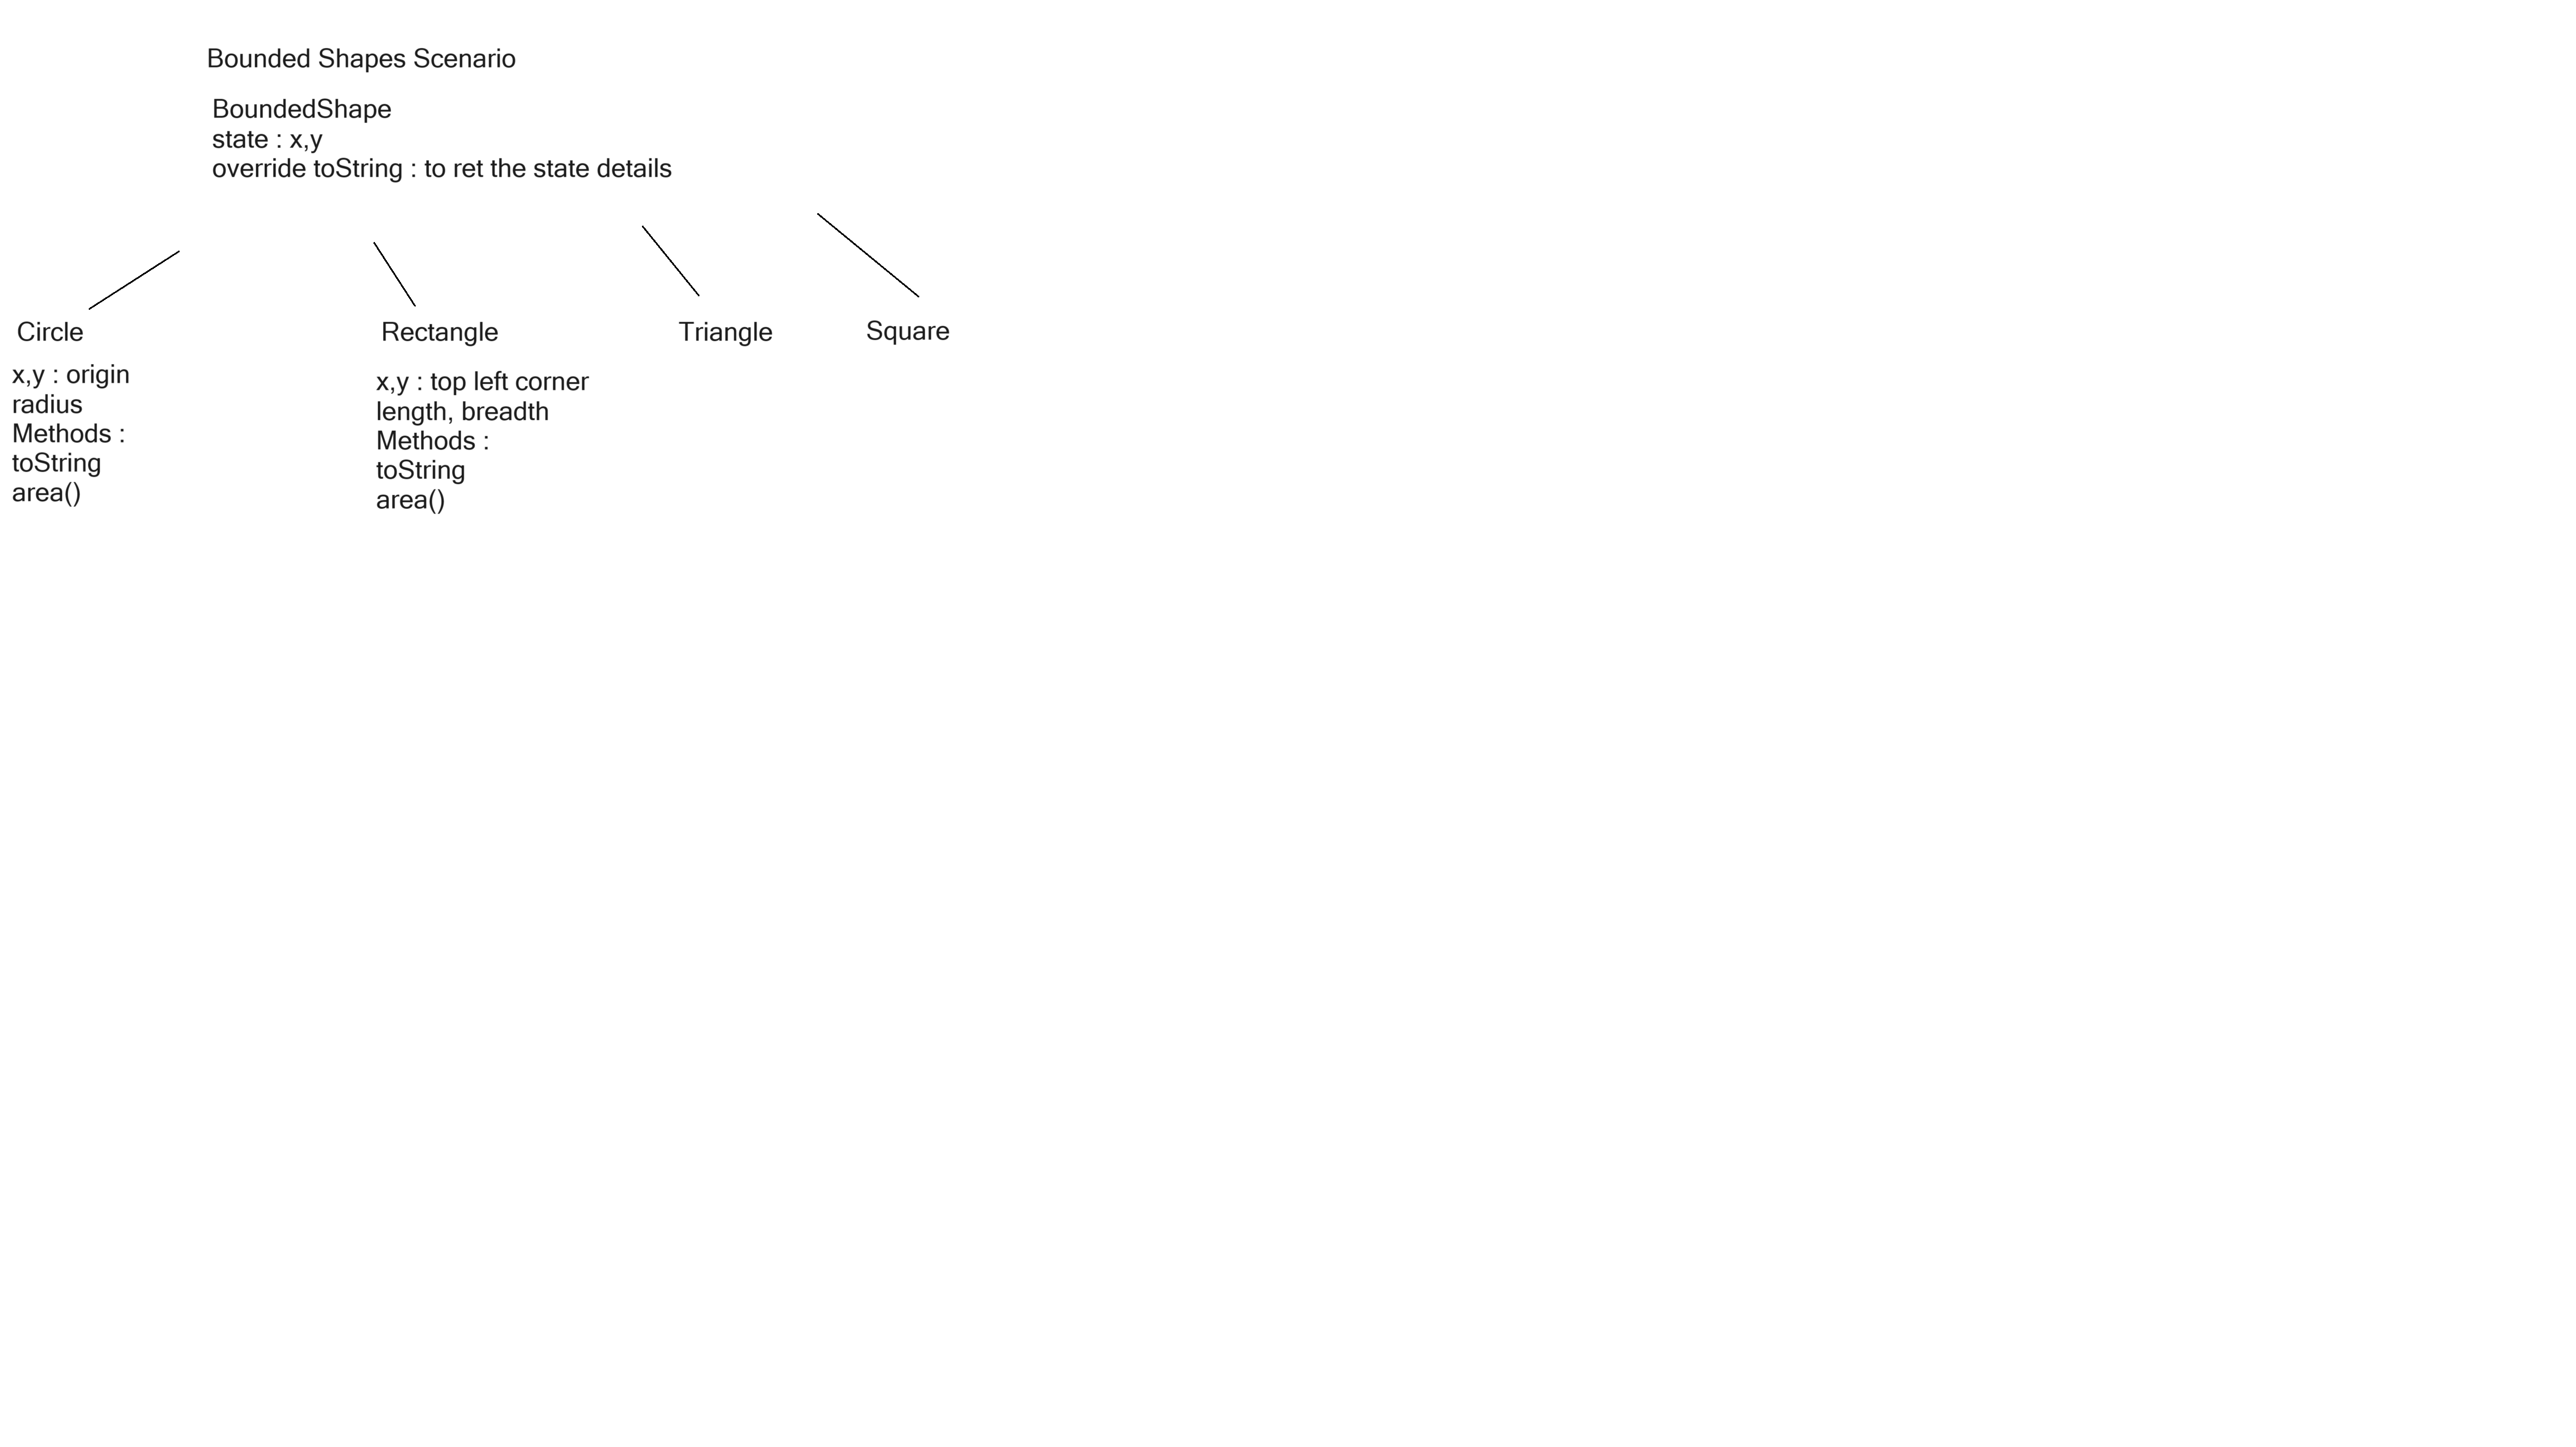 Bounded Shapes Scenario
BoundedShape
state : x,y
override toString : to ret the state details
Circle
x,y : origin
radius
Methods :
toString
area()
Rectangle
x,y : top left corner
length, breadth
Methods :
toString
area()
Triangle
Square